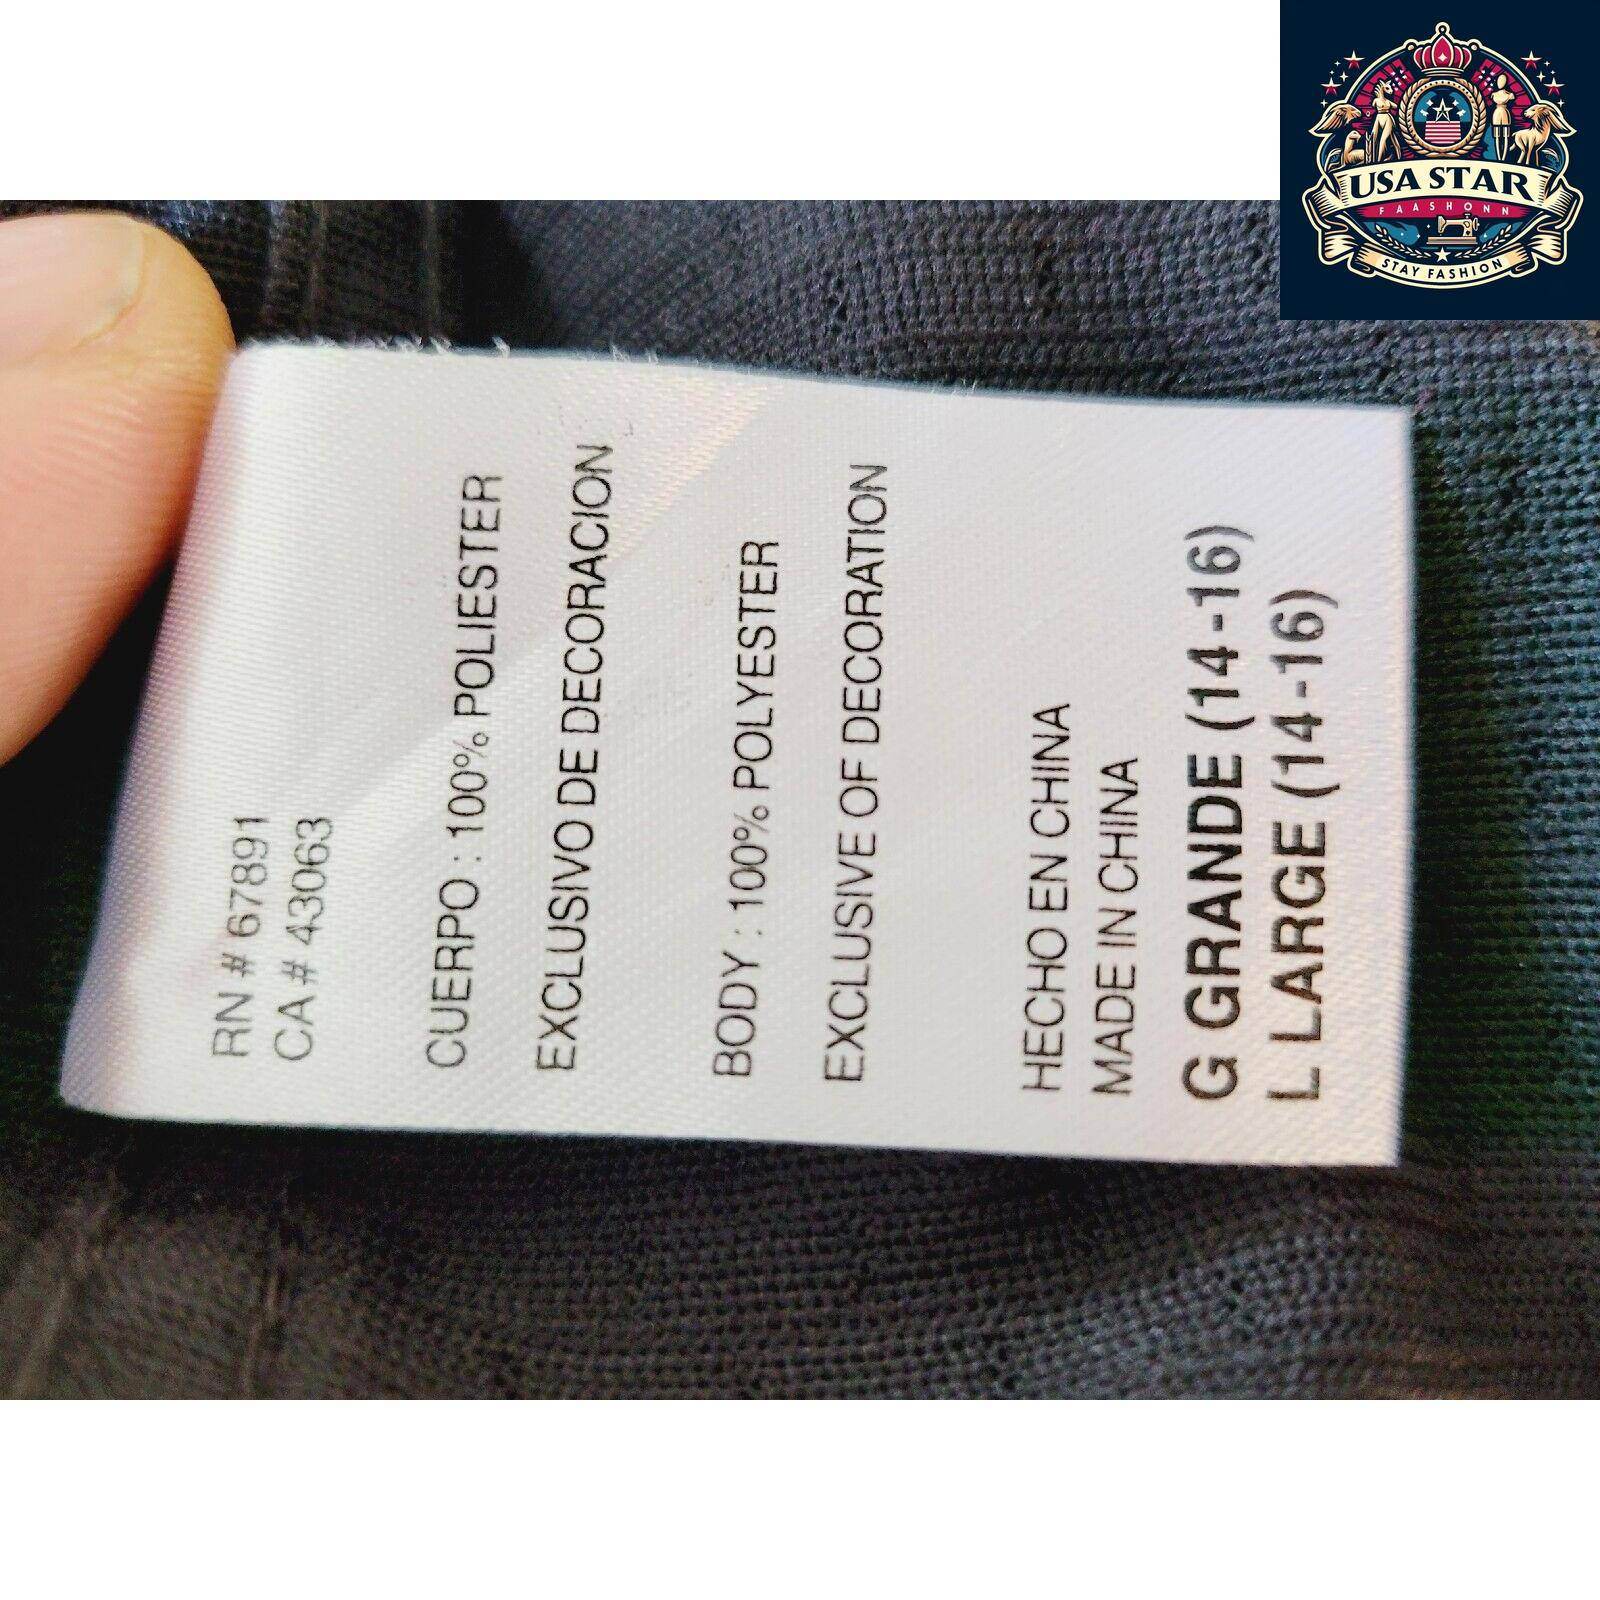 USA STAR
FAASHONN
STAY FASHION
RN # 67891
CA # 43063
CUERPO : 100% POLIESTER
EXCLUSIVO DE DECORACION
BODY : 100% POLYESTER
EXCLUSIVE OF DECORATION
HECHO EN CHINA
MADE IN CHINA
G GRANDE (14-16)
L LARGE (14-16)